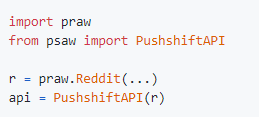 import praw
from psaw import PushshiftAPI
r = praw.Reddit(...)
api = PushshiftAPI(r)